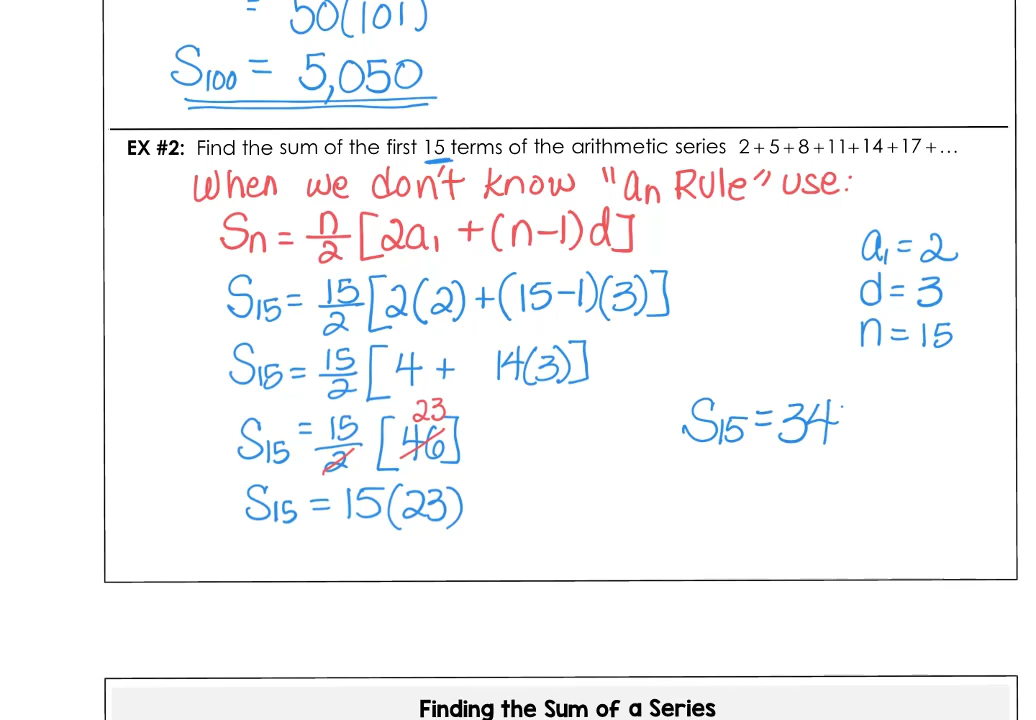 = 50(101)
S₁₀₀ = 5,050
EX #2: Find the sum of the first 15 terms of the arithmetic series 2+5+8+11+14+17+...
When we don't know "an Rule" use:
Sn = n/2 [2a₁ + (n-1)d]
a₁ = 2
S₁₅ = 15/2 [2(2) + (15-1)(3)]
d = 3
n = 15
S₁₅ = 15/2 [4 + 14(3)]
23
S₁₅ = 15/2 [46]
S₁₅ = 34
S₁₅ = 15(23)
Finding the Sum of a Series